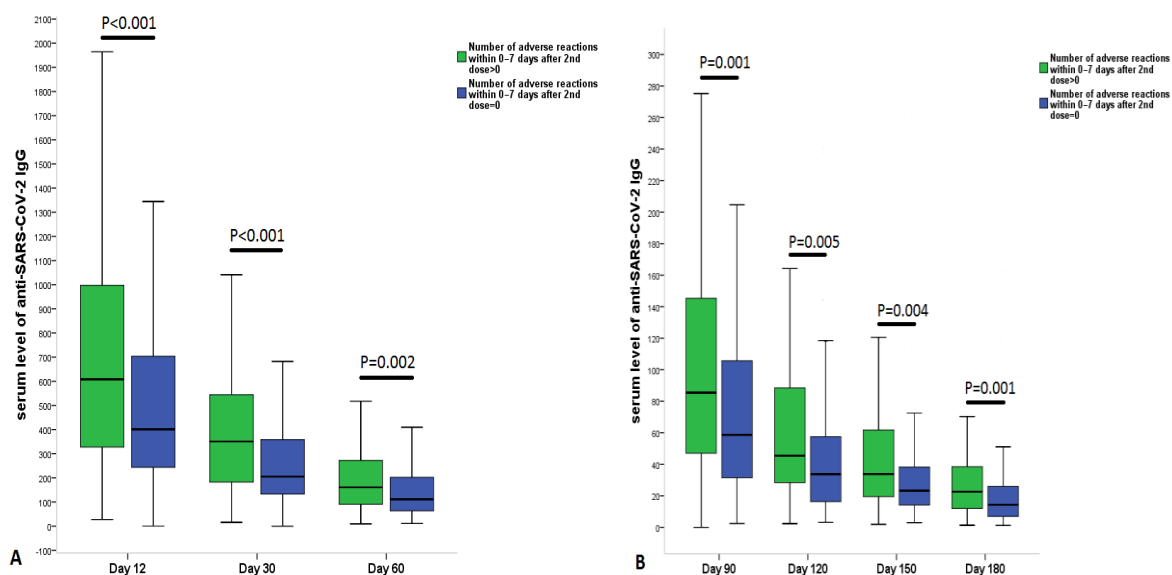 2100
2000
1900
1800
1700
1600
1500
1400
1300
1200
1100
1000
900
800
700
600
500
400
300
200
100
0
-100
serum level of anti-SARS-CoV-2 IgG
P<0.001
P<0.001
P=0.002
Number of adverse reactions
within 0–7 days after 2nd
dose>0
Number of adverse reactions
within 0–7 days after 2nd
dose=0
A
Day 12
Day 30
Day 60
300
280
260
240
220
200
180
160
140
120
100
80
60
40
20
0
serum level of anti-SARS-CoV-2 IgG
P=0.001
P=0.005
P=0.004
P=0.001
Number of adverse reactions
within 0–7 days after 2nd
dose>0
Number of adverse reactions
within 0–7 days after 2nd
dose=0
B
Day 90
Day 120
Day 150
Day 180